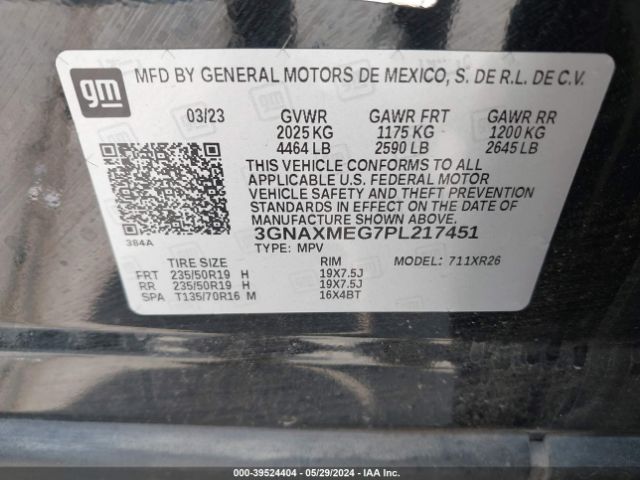 gm
MFD BY GENERAL MOTORS DE MEXICO, S. DE R.L. DE C.V.
03/23 GVWR GAWR FRT GAWR RR
2025 KG 1175 KG 1200 KG
4464 LB 2590 LB 2645 LB
THIS VEHICLE CONFORMS TO ALL
APPLICABLE U.S. FEDERAL MOTOR
VEHICLE SAFETY AND THEFT PREVENTION
STANDARDS IN EFFECT ON THE DATE
OF MANUFACTURE SHOWN ABOVE.
3GNAXMEG7PL217451
384A
TYPE: MPV MODEL: 711XR26
TIRE SIZE RIM
FRT 235/50R19 H 19X7.5J
RR 235/50R19 H 19X7.5J
SPA T135/70R16 M 16X4BT
000-39524404 • 05/29/2024 • IAA Inc.